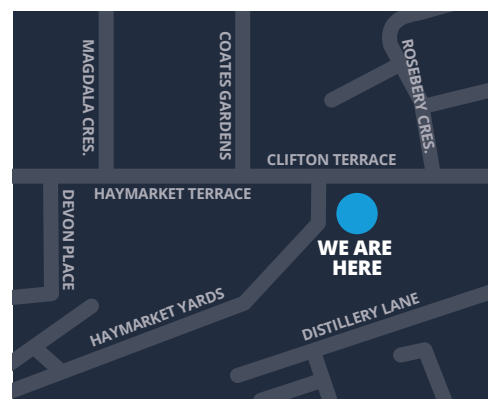 MAGDALA CRES.
COATES GARDENS
ROSEBERY CRES.
CLIFTON TERRACE
HAYMARKET TERRACE
DEVON PLACE
WE ARE
HERE
HAYMARKET YARDS
DISTILLERY LANE